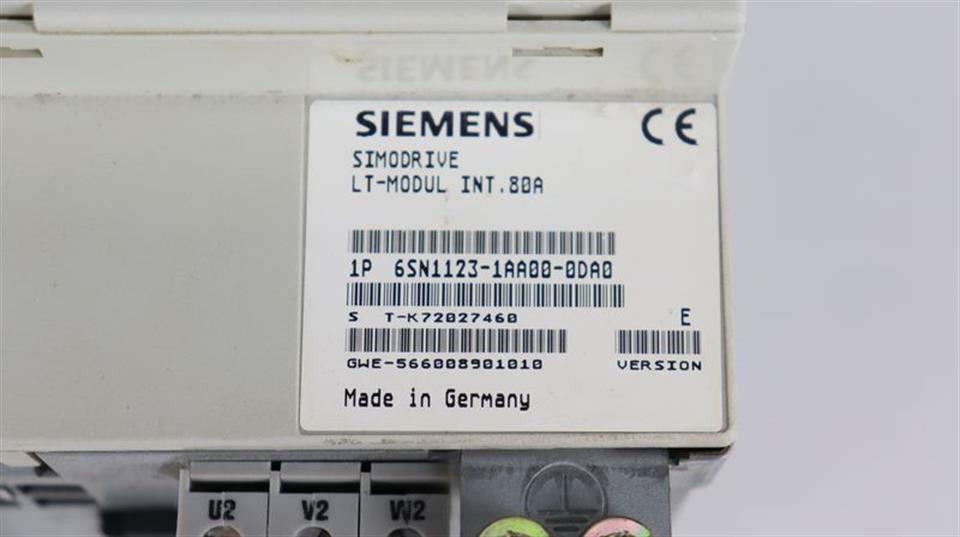 SIEMENS
CE
SIMODRIVE
LT-MODUL INT.80A
1P 6SN1123-1AA00-0DA0
S T-K72027460
E
GWE-566008901010
VERSION
Made in Germany
U2 V2 W2